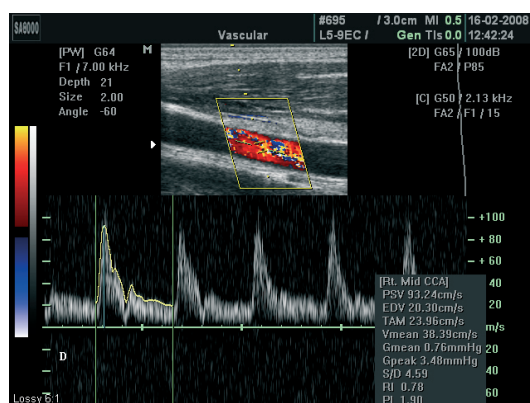 SA8000
#695 / 3.0cm MI 0.5 16-02-2008
Vascular L5-9EC / Gen TIs 0.0 12:42:24
[PW] G64
F1 / 7.00 kHz
Depth 21
Size 2.00
Angle -60
M
[2D] G65 / 100dB
FA2 / P85
[C] G50 / 2.13 kHz
FA2 / F1 / 15
+100
+ 80
+ 60
40
20
cm/s
20
40
60
D
[Rt. Mid CCA]
PSV 93.24cm/s
EDV 20.30cm/s
TAM 23.96cm/s
Vmean 38.39cm/s
Gmean 0.76mmHg
Gpeak 3.48mmHg
S/D 4.59
RI 0.78
PI 1.90
Lossy 6:1